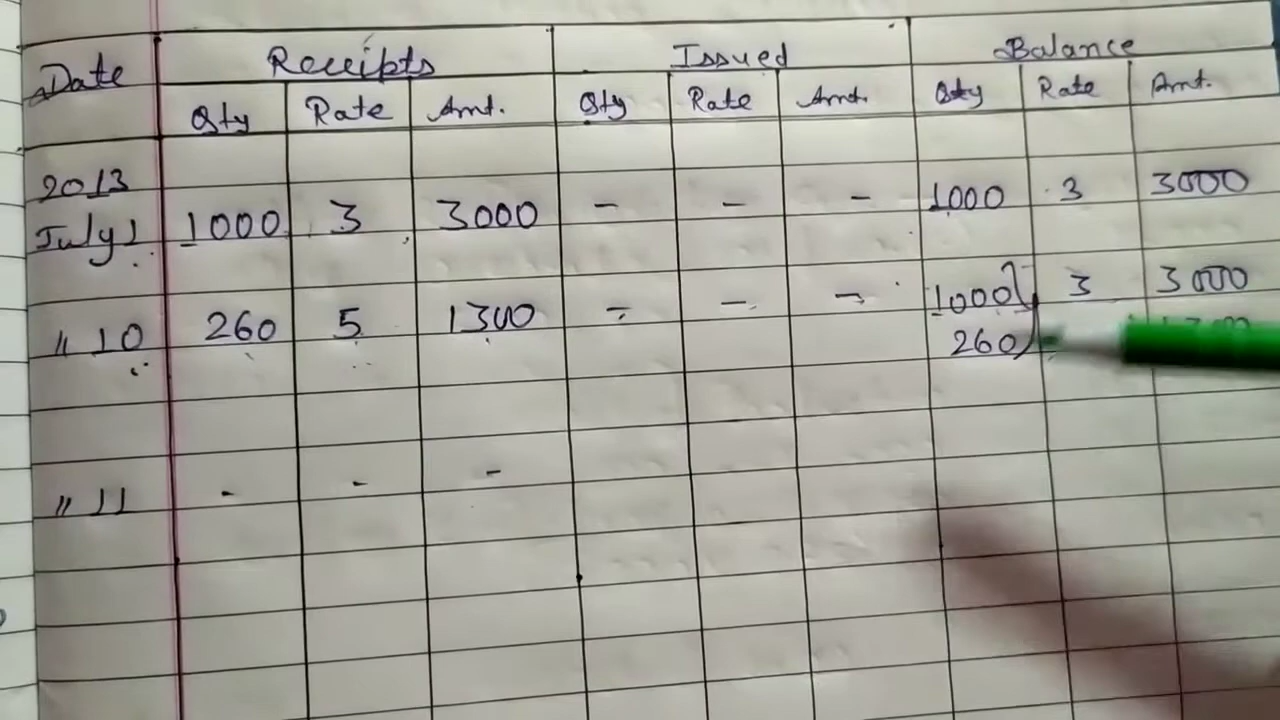 Date Receipts Issued Balance
Qty Rate Amt. Qty Rate Amt. Qty Rate Amt.
2013
July 1 1000 3 3000 - - - 1000 3 3000
" 10 260 5 1300 - - - 1000 3 3000
260
" 11 - - -